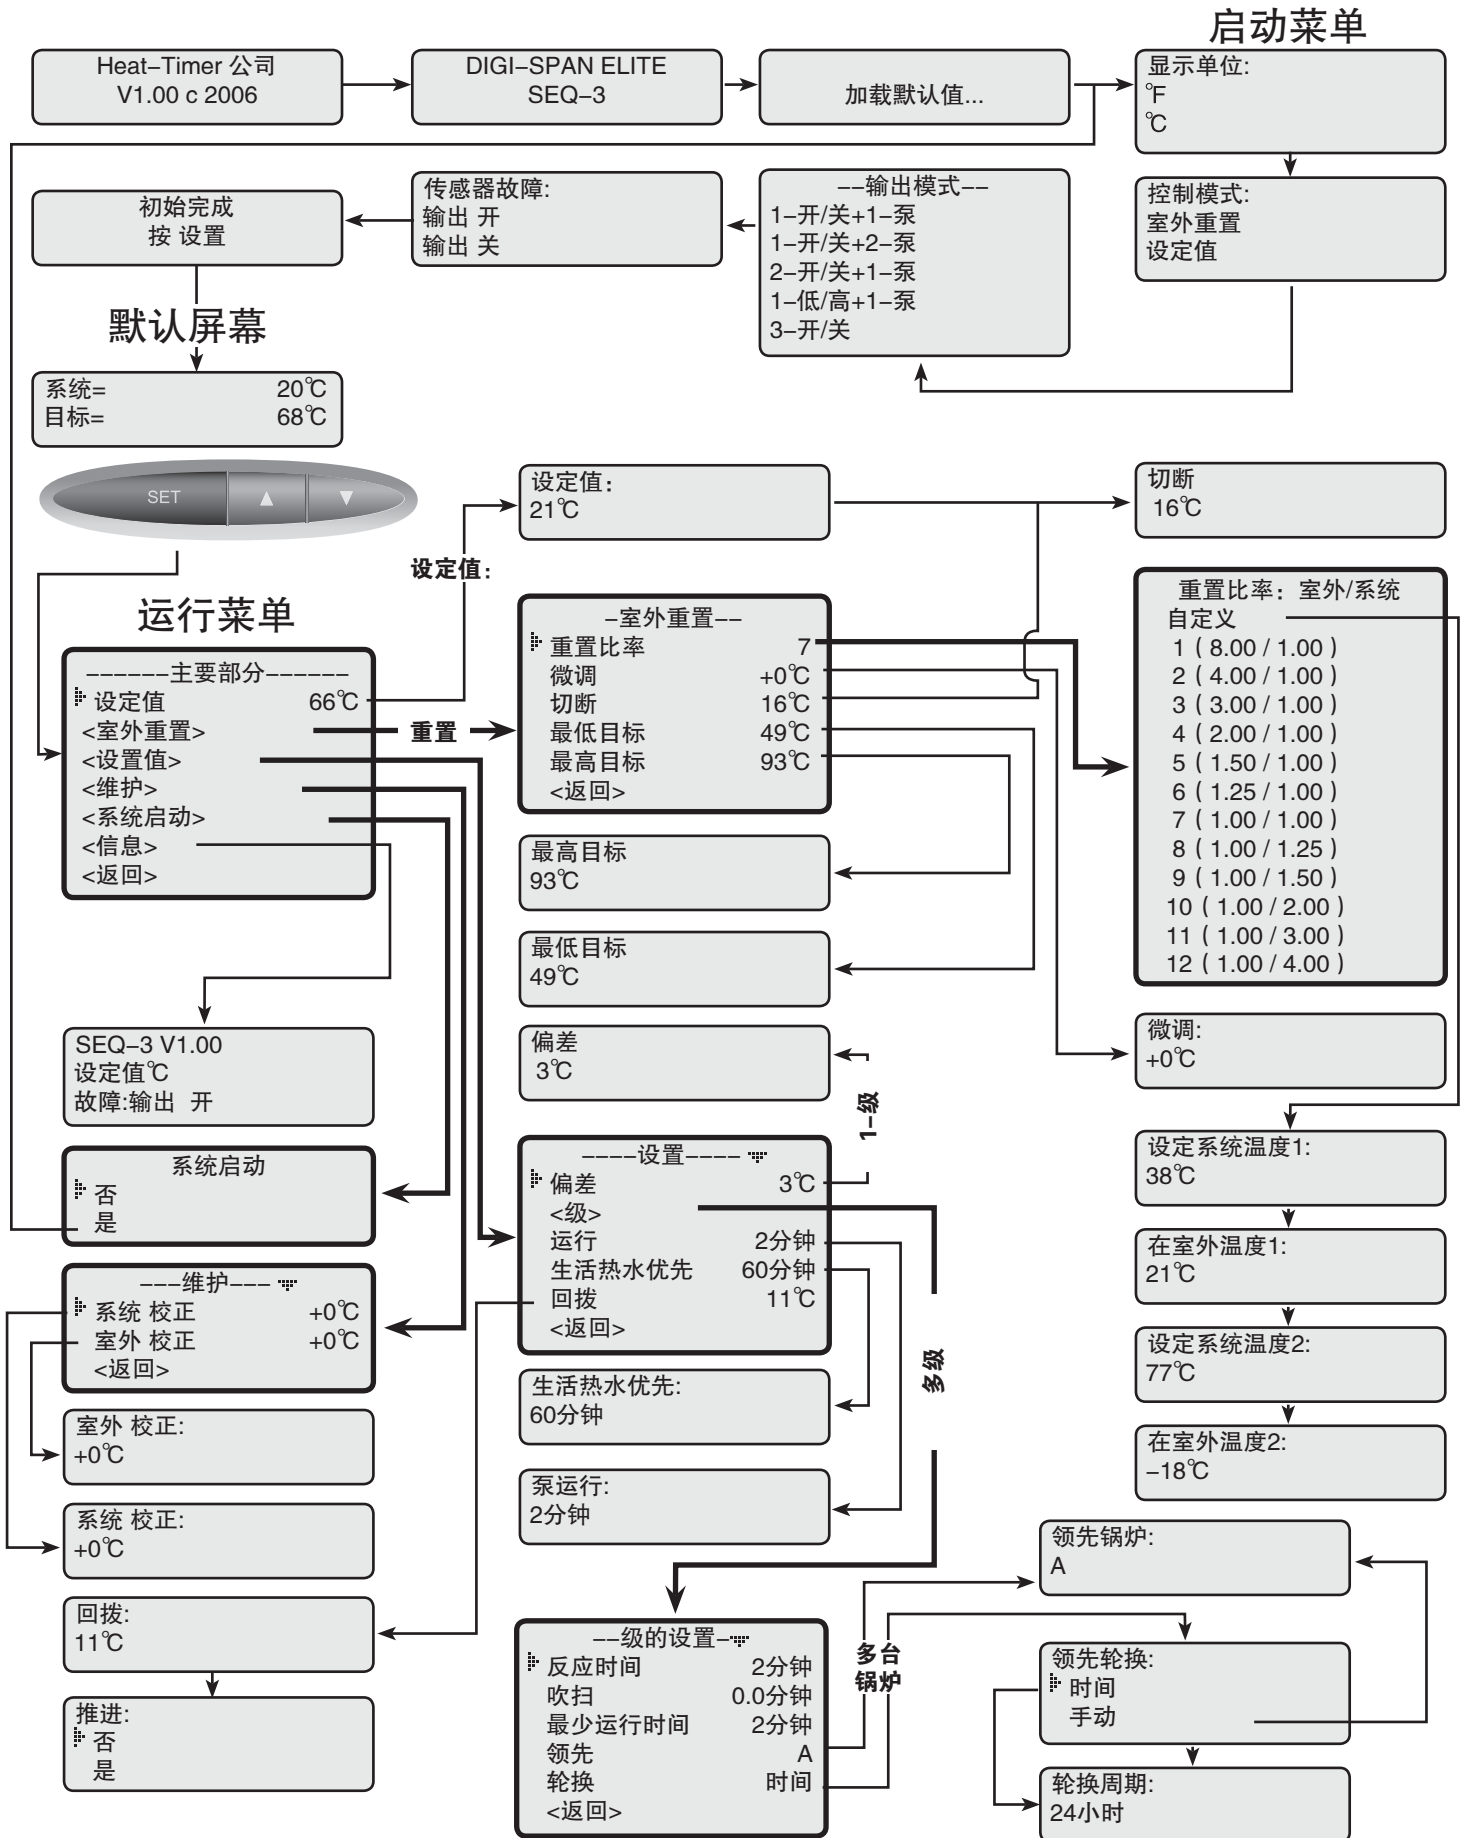 启动菜单
Heat–Timer 公司
V1.00 c 2006
DIGI–SPAN ELITE
SEQ–3
加载默认值...
显示单位:
°F
℃
控制模式:
室外重置
设定值
––输出模式––
1–开/关+1–泵
1–开/关+2–泵
2–开/关+1–泵
1–低/高+1–泵
3–开/关
传感器故障:
输出 开
输出 关
初始完成
按 设置
默认屏幕
系统= 20℃
目标= 68℃
SET
设定值：
运行菜单
––––––主要部分––––––
设定值 66℃
<室外重置>
<设置值>
<维护>
<系统启动>
<信息>
<返回>
重置
设定值：
21℃
切断
16℃
–室外重置––
重置比率 7
微调 +0℃
切断 16℃
最低目标 49℃
最高目标 93℃
<返回>
重置比率：室外/系统
自定义
1 ( 8.00 / 1.00 )
2 ( 4.00 / 1.00 )
3 ( 3.00 / 1.00 )
4 ( 2.00 / 1.00 )
5 ( 1.50 / 1.00 )
6 ( 1.25 / 1.00 )
7 ( 1.00 / 1.00 )
8 ( 1.00 / 1.25 )
9 ( 1.00 / 1.50 )
10 ( 1.00 / 2.00 )
11 ( 1.00 / 3.00 )
12 ( 1.00 / 4.00 )
最高目标
93℃
最低目标
49℃
偏差
3℃
1–级
微调:
+0℃
SEQ–3 V1.00
设定值℃
故障:输出 开
系统启动
否
是
–––维护–––
系统 校正 +0℃
室外 校正 +0℃
<返回>
室外 校正:
+0℃
系统 校正:
+0℃
回拨:
11℃
推进:
否
是
––––设置––––
偏差 3℃
<级>
运行 2分钟
生活热水优先 60分钟
回拨 11℃
<返回>
多级
生活热水优先:
60分钟
泵运行:
2分钟
设定系统温度1:
38℃
在室外温度1:
21℃
设定系统温度2:
77℃
在室外温度2:
–18℃
––级的设置–
反应时间 2分钟
吹扫 0.0分钟
最少运行时间 2分钟
领先 A
轮换 时间
<返回>
多台
锅炉
领先锅炉:
A
领先轮换:
时间
手动
轮换周期:
24小时